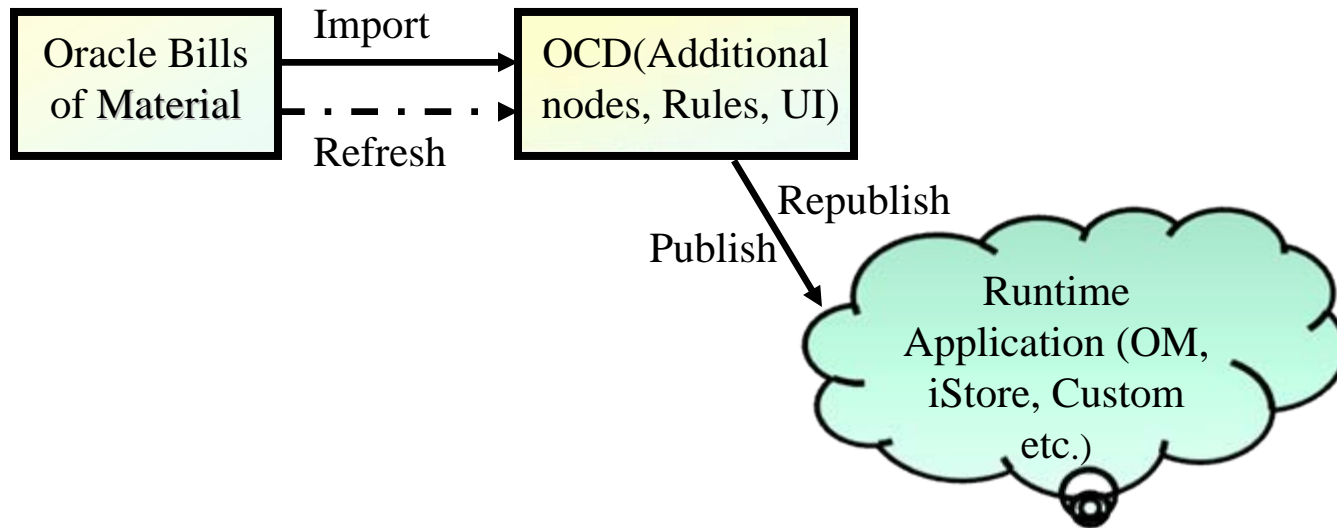 Oracle Bills
of Material
Import
Refresh
OCD(Additional
nodes, Rules, UI)
Republish
Publish
Runtime
Application (OM,
iStore, Custom
etc.)